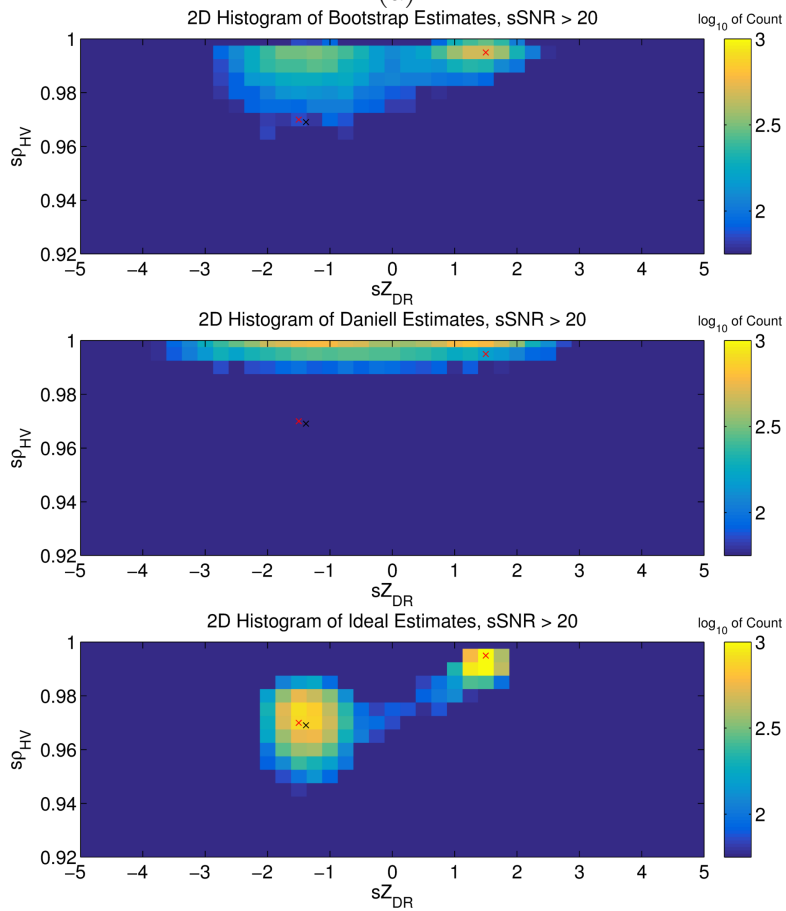 2D Histogram of Bootstrap Estimates, sSNR > 20
log10 of Count
1
0.98
0.96
0.94
0.92
sρHV
−5 −4 −3 −2 −1 0 1 2 3 4 5
sZDR
3
2.5
2
2D Histogram of Daniell Estimates, sSNR > 20
log10 of Count
1
0.98
0.96
0.94
0.92
sρHV
−5 −4 −3 −2 −1 0 1 2 3 4 5
sZDR
3
2.5
2
2D Histogram of Ideal Estimates, sSNR > 20
log10 of Count
1
0.98
0.96
0.94
0.92
sρHV
−5 −4 −3 −2 −1 0 1 2 3 4 5
sZDR
3
2.5
2